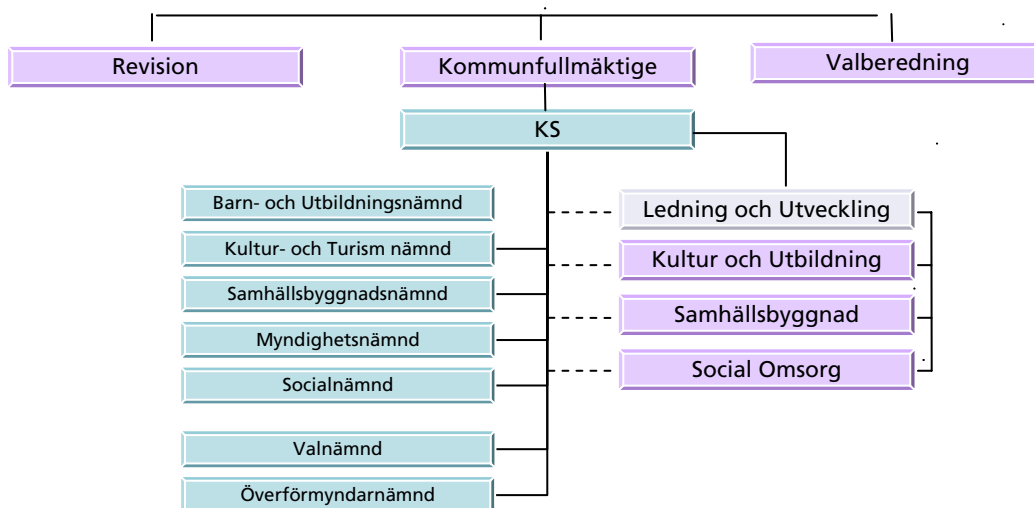 Revision
Kommunfullmäktige
Valberedning
KS
Barn- och Utbildningsnämnd
Kultur- och Turism nämnd
Samhällsbyggnadsnämnd
Myndighetsnämnd
Socialnämnd
Valnämnd
Överförmyndarnämnd
Ledning och Utveckling
Kultur och Utbildning
Samhällsbyggnad
Social Omsorg